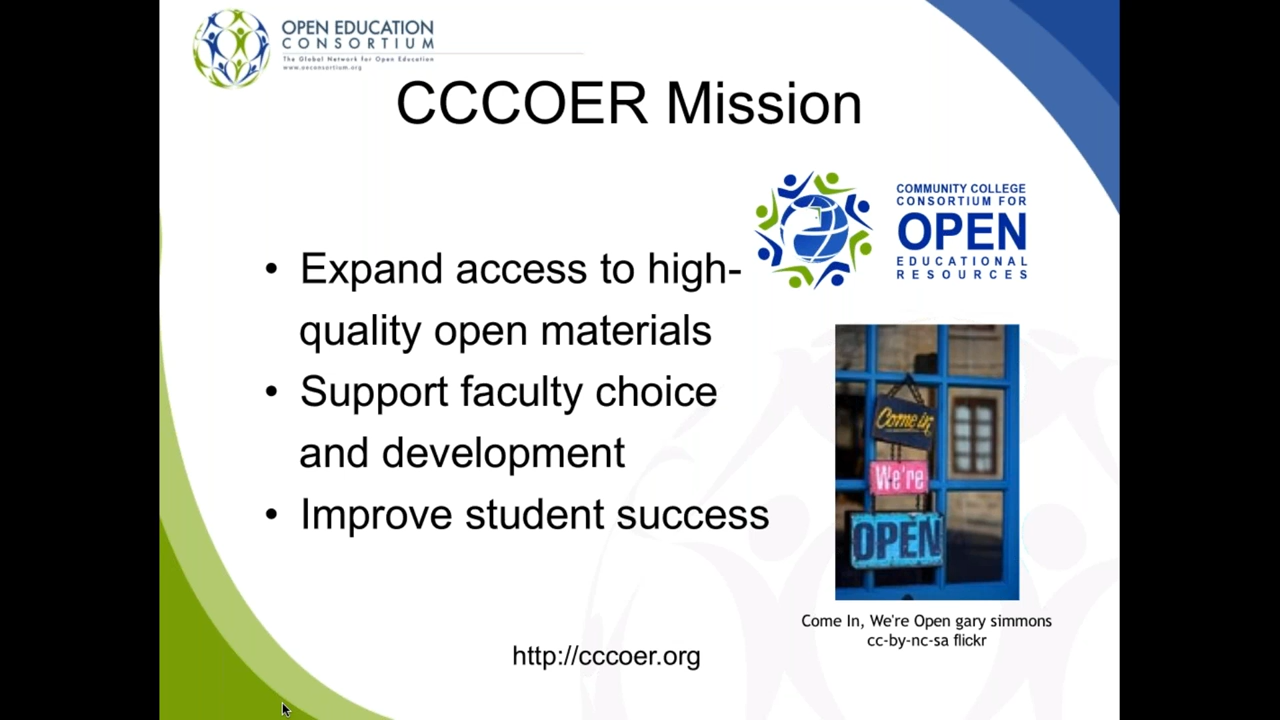 OPEN EDUCATION
CONSORTIUM
The Global Network for Open Education
www.oeconsortium.org
CCCOER Mission
COMMUNITY COLLEGE
CONSORTIUM FOR
OPEN
EDUCATIONAL
RESOURCES
• Expand access to high-
quality open materials
• Support faculty choice
and development
• Improve student success
Come in
We're
OPEN
Come In, We're Open gary simmons
cc-by-nc-sa flickr
http://cccoer.org